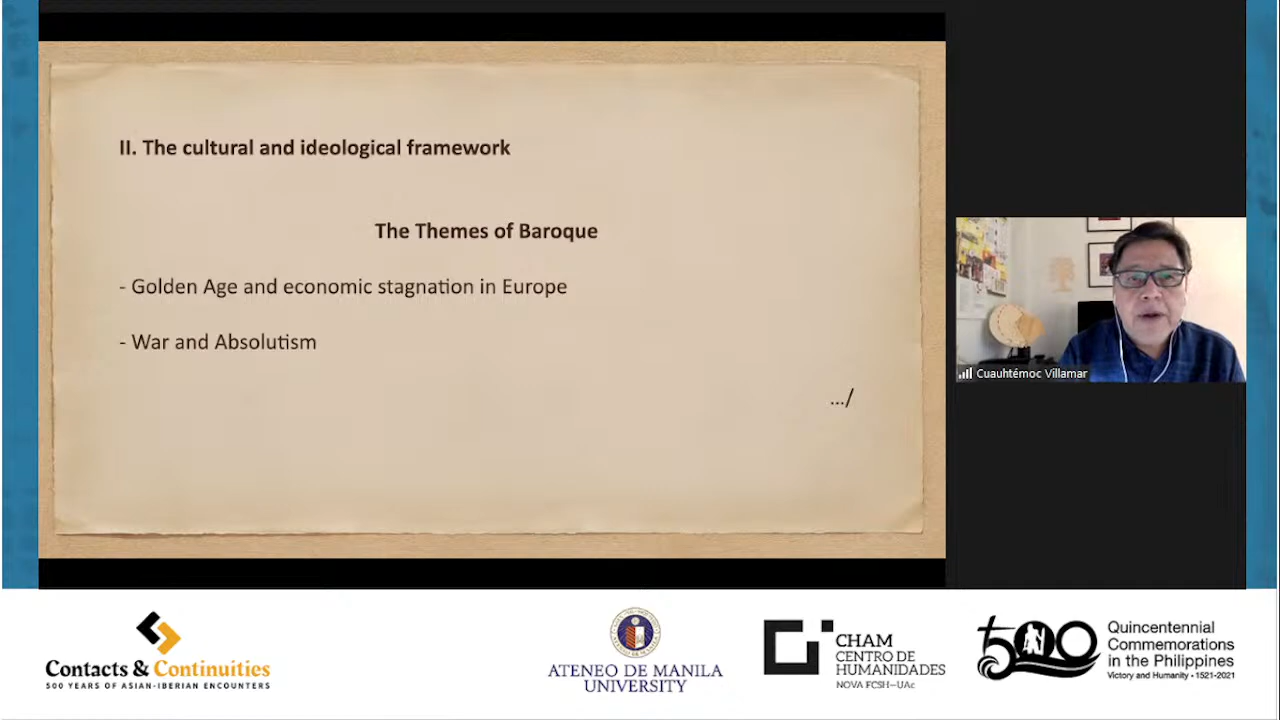 II. The cultural and ideological framework
The Themes of Baroque
- Golden Age and economic stagnation in Europe
- War and Absolutism
.../
Cuauhtémoc Villamar
Contacts & Continuities
500 YEARS OF ASIAN-IBERIAN ENCOUNTERS
ATENEO DE MANILA
UNIVERSITY
CHAM
CENTRO DE
HUMANIDADES
NOVA FCSH—UAc
500
Quincentennial
Commemorations
in the Philippines
Victory and Humanity • 1521-2021